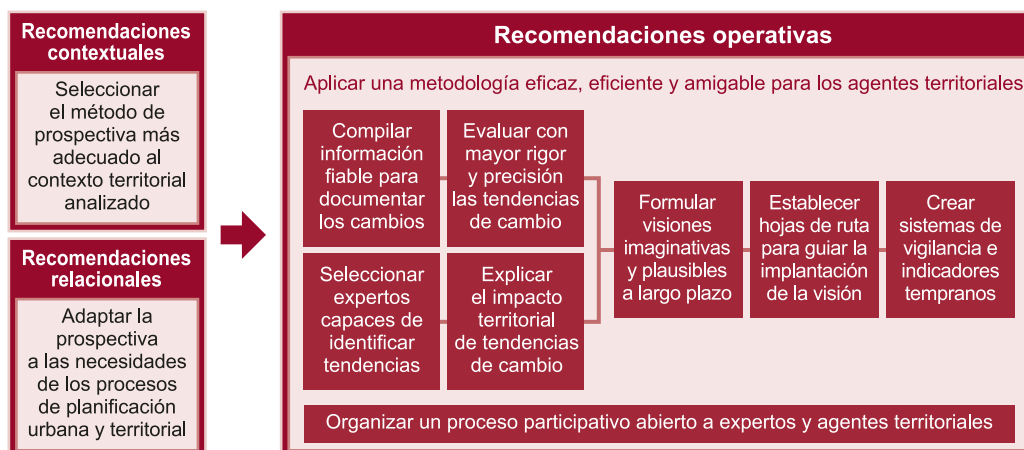 Recomendaciones
contextuales
Seleccionar
el método de
prospectiva más
adecuado al
contexto territorial
analizado
Recomendaciones
relacionales
Adaptar la
prospectiva
a las necesidades
de los procesos
de planificación
urbana y territorial
Recomendaciones operativas
Aplicar una metodología eficaz, eficiente y amigable para los agentes territoriales
Compilar
información
fiable para
documentar
los cambios
Evaluar con
mayor rigor
y precisión
las tendencias
de cambio
Seleccionar
expertos
capaces de
identificar
tendencias
Explicar
el impacto
territorial
de tendencias
de cambio
Formular
visiones
imaginativas
y plausibles
a largo plazo
Establecer
hojas de ruta
para guiar la
implantación
de la visión
Crear
sistemas de
vigilancia e
indicadores
tempranos
Organizar un proceso participativo abierto a expertos y agentes territoriales